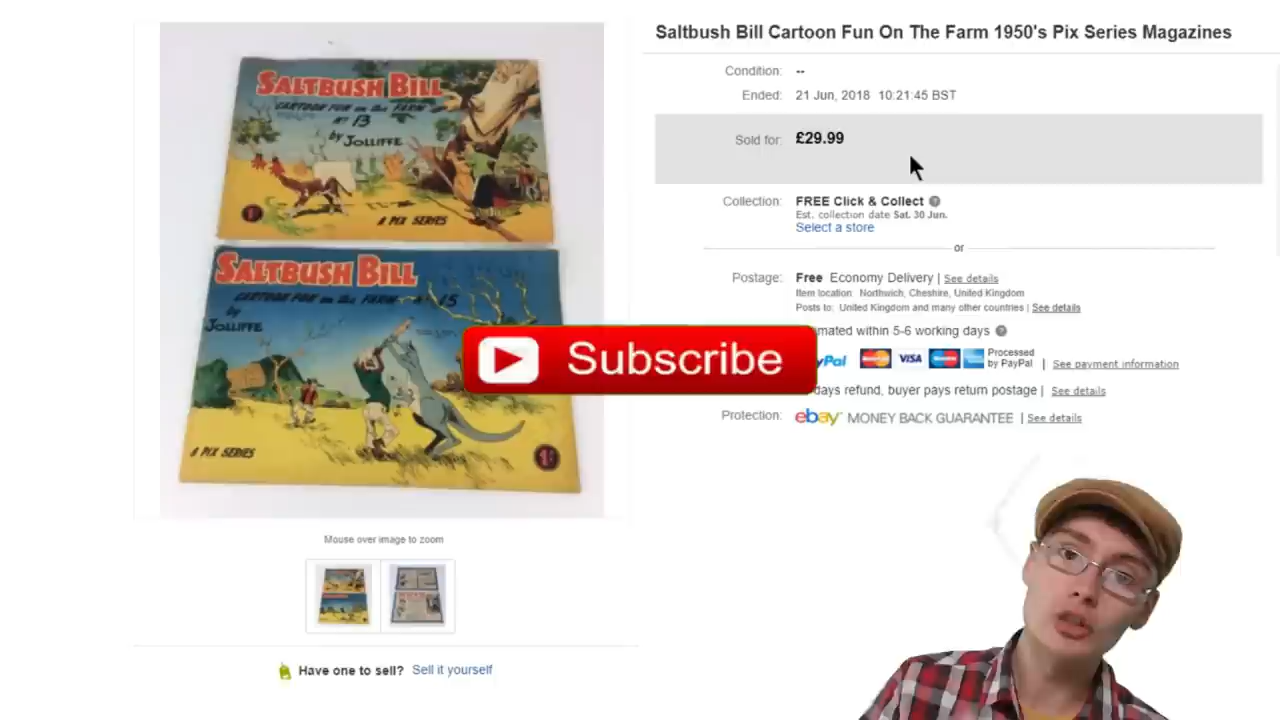 Saltbush Bill Cartoon Fun On The Farm 1950's Pix Series Magazines
Condition: --
Ended: 21 Jun, 2018 10:21:45 BST
Sold for: £29.99
Collection: FREE Click & Collect
Est. collection date Sat. 30 Jun.
Select a store
or
Postage: Free Economy Delivery | See details
Item location Northwich, Cheshire, United Kingdom
Posts to: United Kingdom and many other countries | See details
mated within 5-6 working days
yPal MasterCard VISA Processed
by PayPal | See payment information
days refund, buyer pays return postage | See details
Protection: ebay MONEY BACK GUARANTEE | See details
SALTBUSH BILL
CARTOON FUN on the FARM
Nº 13
by JOLLIFFE
A PIX SERIES
SALTBUSH BILL
CARTOON FUN on the FARM 15
by
JOLLIFFE
A PIX SERIES
Subscribe
Mouse over image to zoom
Have one to sell? Sell it yourself